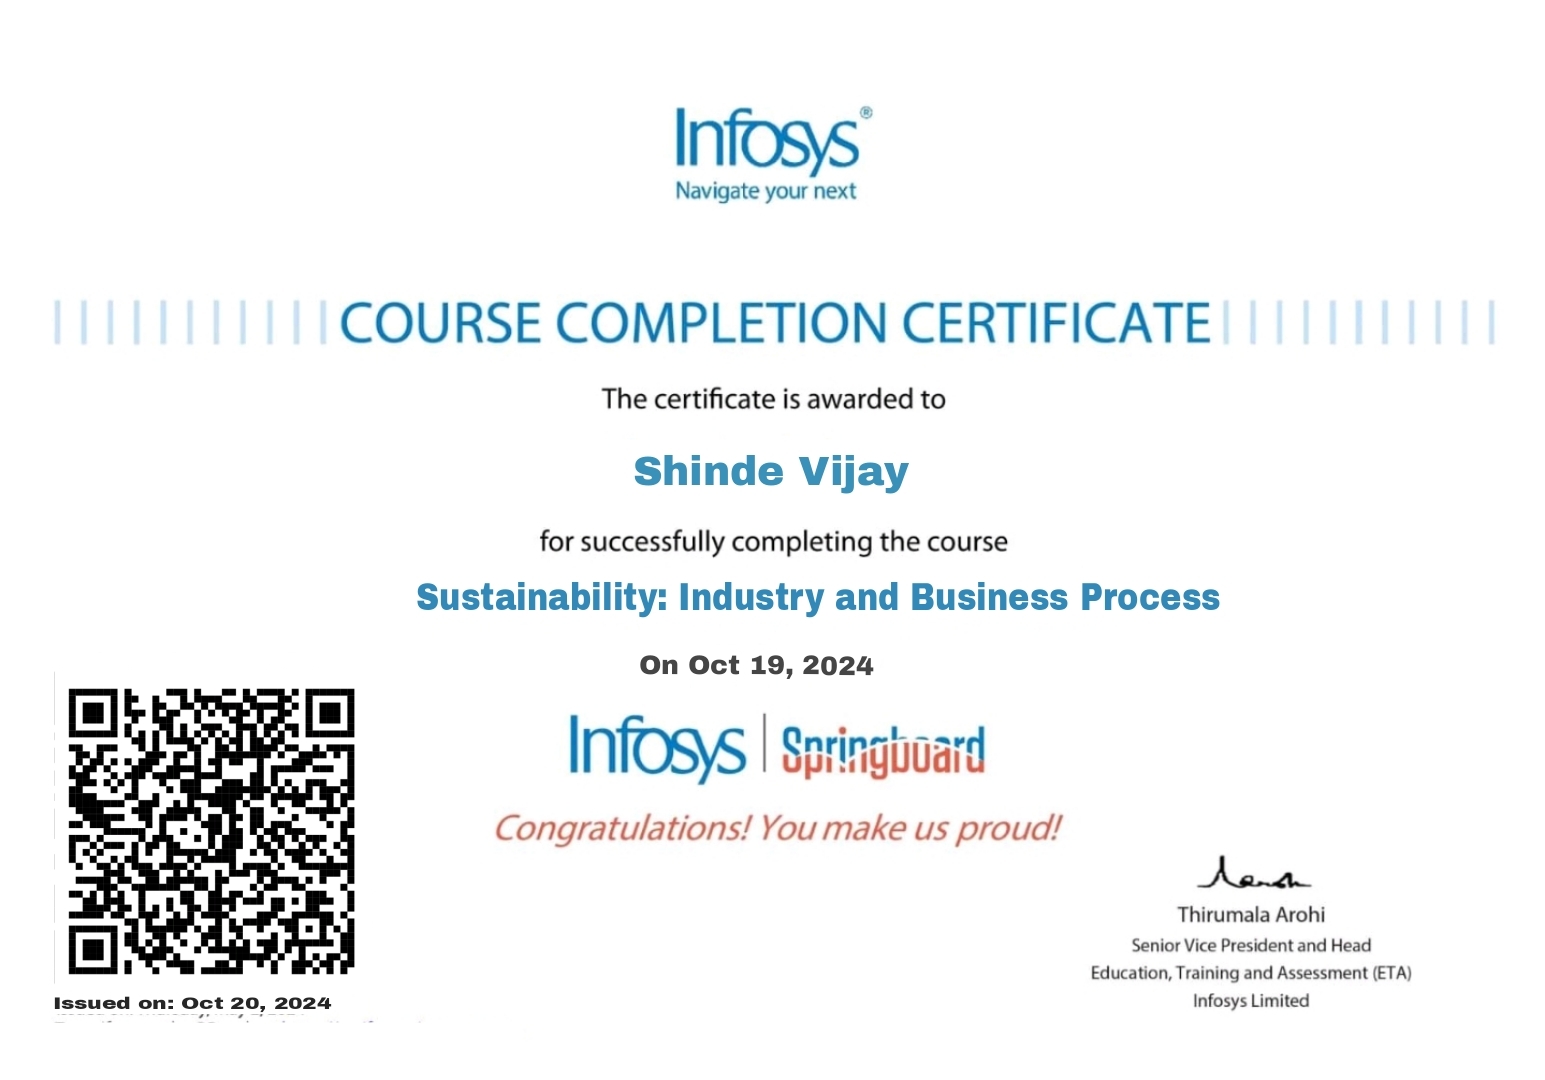 Infosys®
Navigate your next
COURSE COMPLETION CERTIFICATE
The certificate is awarded to
Shinde Vijay
for successfully completing the course
Sustainability: Industry and Business Process
On Oct 19, 2024
Infosys | Springboard
Congratulations! You make us proud!
Thirumala Arohi
Senior Vice President and Head
Education, Training and Assessment (ETA)
Infosys Limited
Issued on: Oct 20, 2024